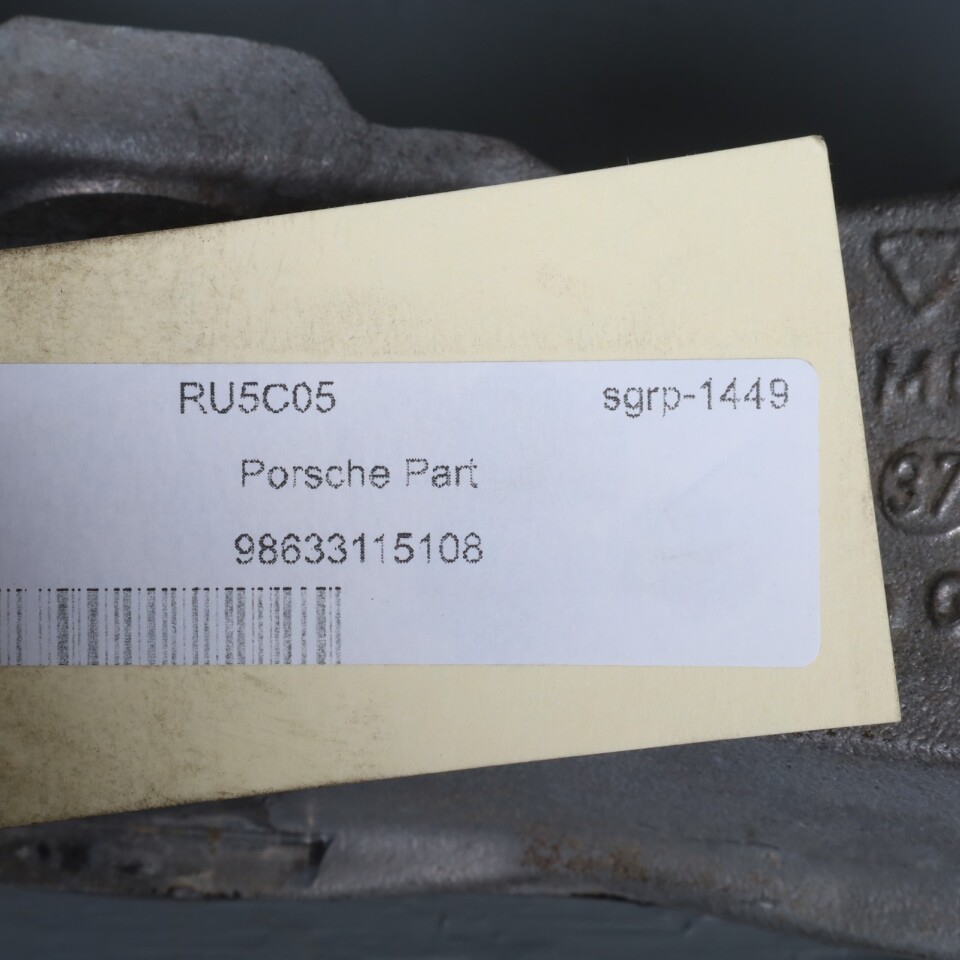 RU5C05 sgrp-1449
Porsche Part
98633115108